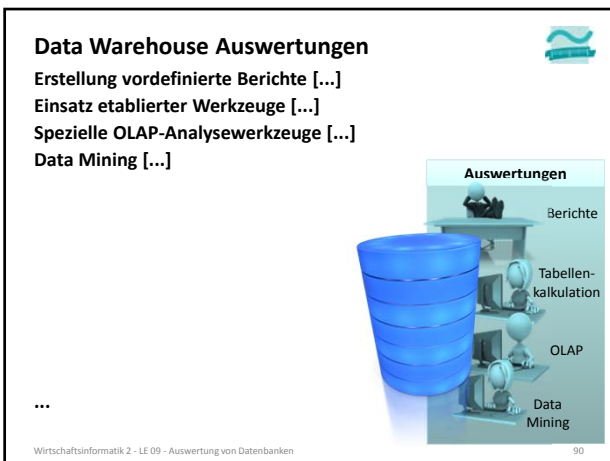 Data Warehouse Auswertungen
Erstellung vordefinierte Berichte [...]
Einsatz etablierter Werkzeuge [...]
Spezielle OLAP-Analysewerkzeuge [...]
Data Mining [...]
Auswertungen
Berichte
Tabellen-
kalkulation
OLAP
Data
Mining
...
Wirtschaftsinformatik 2 - LE 09 - Auswertung von Datenbanken
90